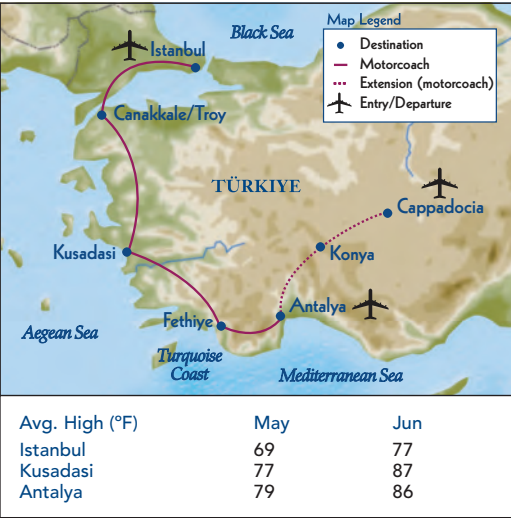 Map Legend
Destination
Motorcoach
Extension (motorcoach)
Entry/Departure
Black Sea
Istanbul
Canakkale/Troy
TÜRKIYE
Cappadocia
Konya
Kusadasi
Antalya
Fethiye
Aegean Sea
Turquoise
Coast
Mediterranean Sea
Avg. High (ºF) May Jun
Istanbul 69 77
Kusadasi 77 87
Antalya 79 86